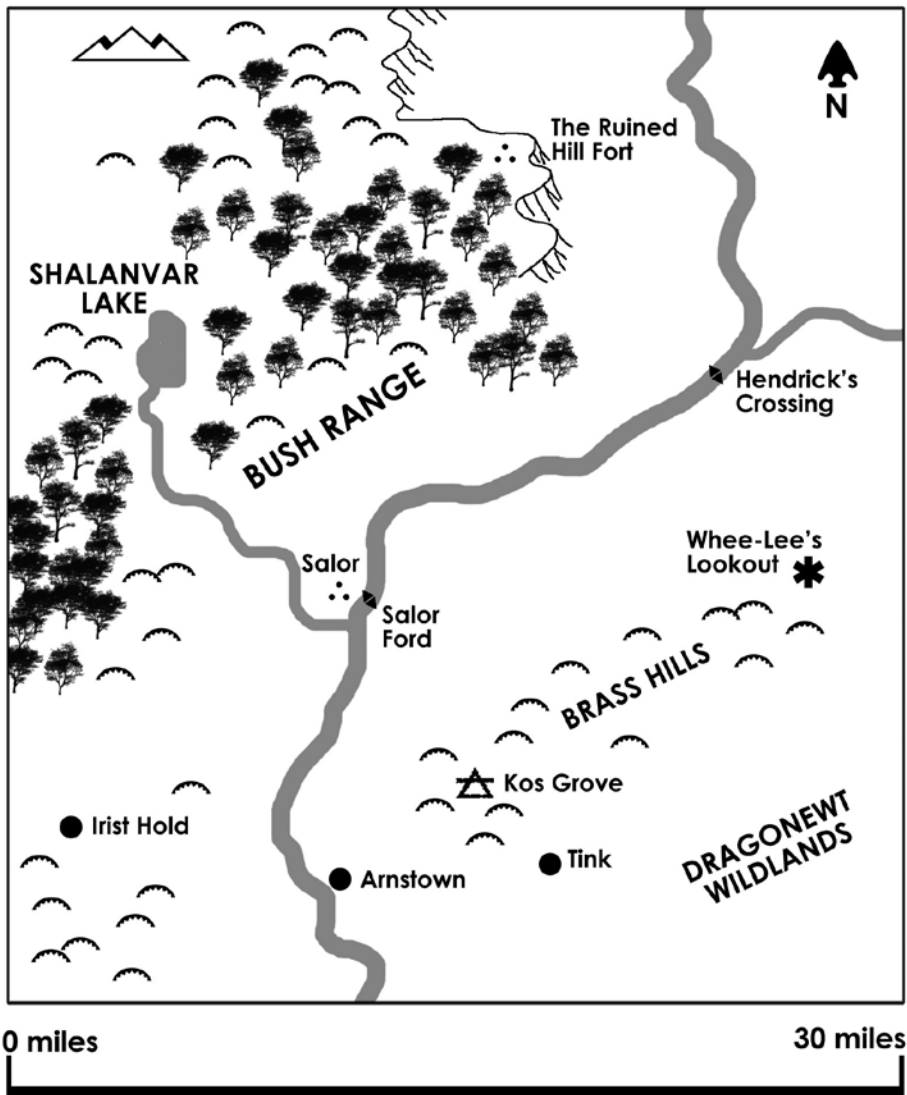 N
The Ruined
Hill Fort
SHALANVAR
LAKE
Hendrick's
Crossing
BUSH RANGE
Whee-Lee's
Lookout
Salor
Salor
Ford
BRASS HILLS
Kos Grove
Irist Hold
Tink
DRAGONEWT
WILDLANDS
Arnstown
0 miles
30 miles